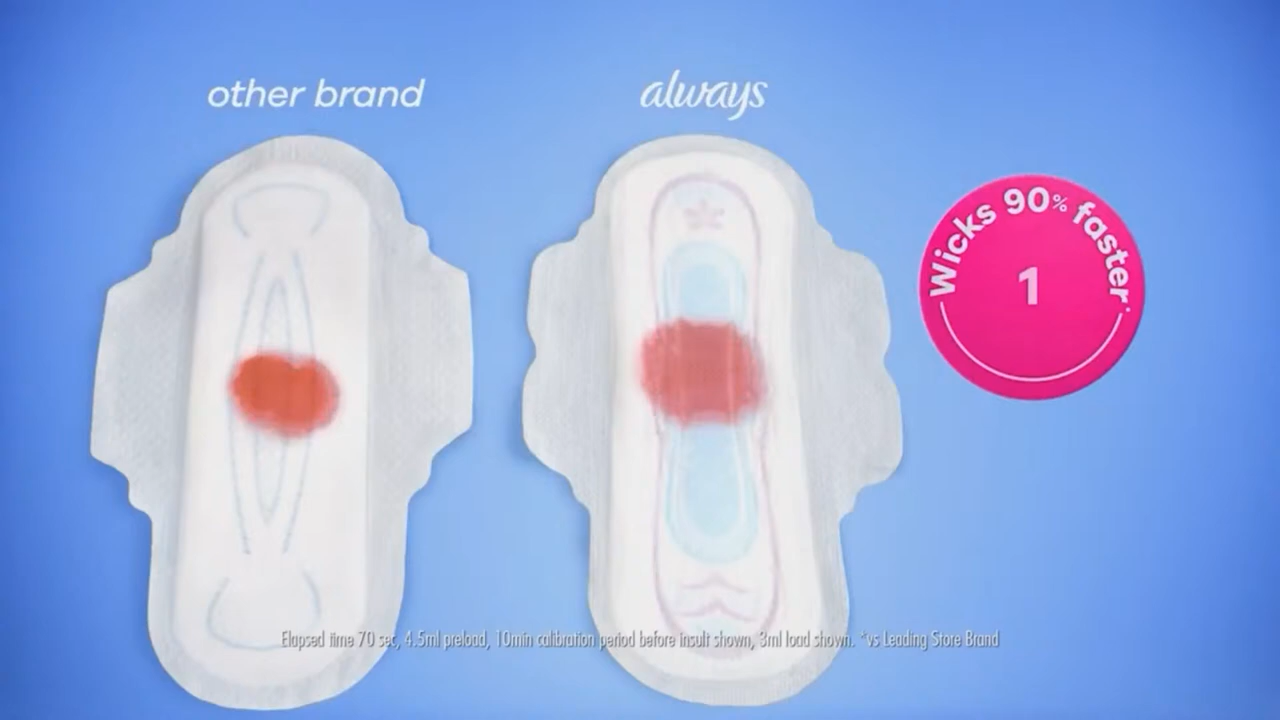 other brand
always
Wicks 90% faster*
1
Elapsed time 70 sec, 4.5ml preload, 10min calibration period before insult shown, 3ml load shown. *vs Leading Store Brand